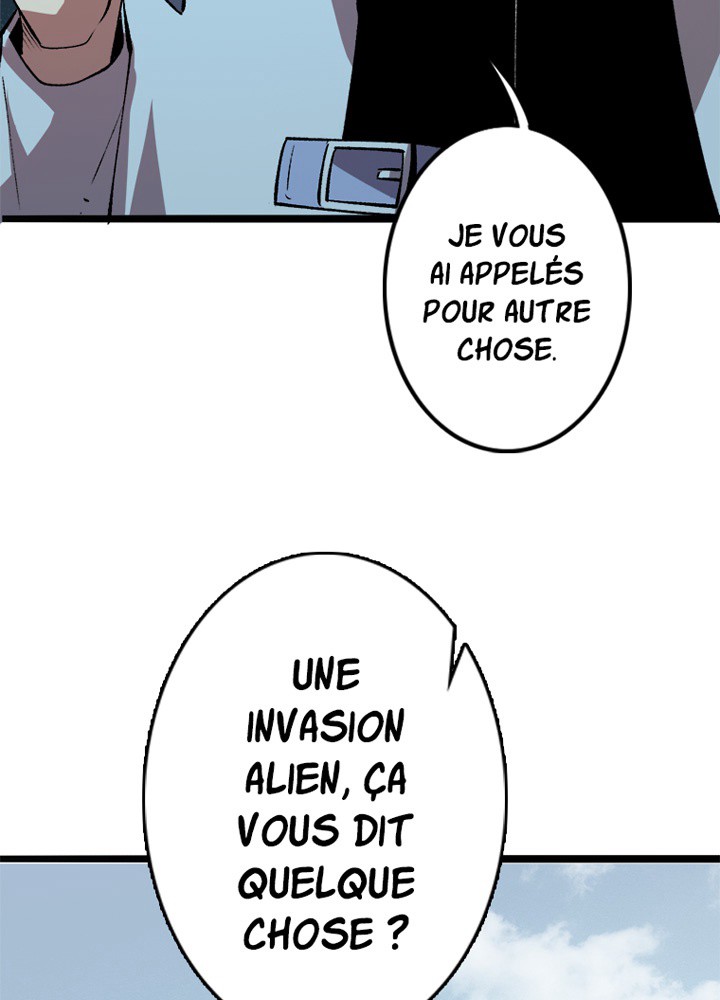 JE VOUS
AI APPELÉS
POUR AUTRE
CHOSE.
UNE
INVASION
ALIEN, ÇA
VOUS DIT
QUELQUE
CHOSE ?